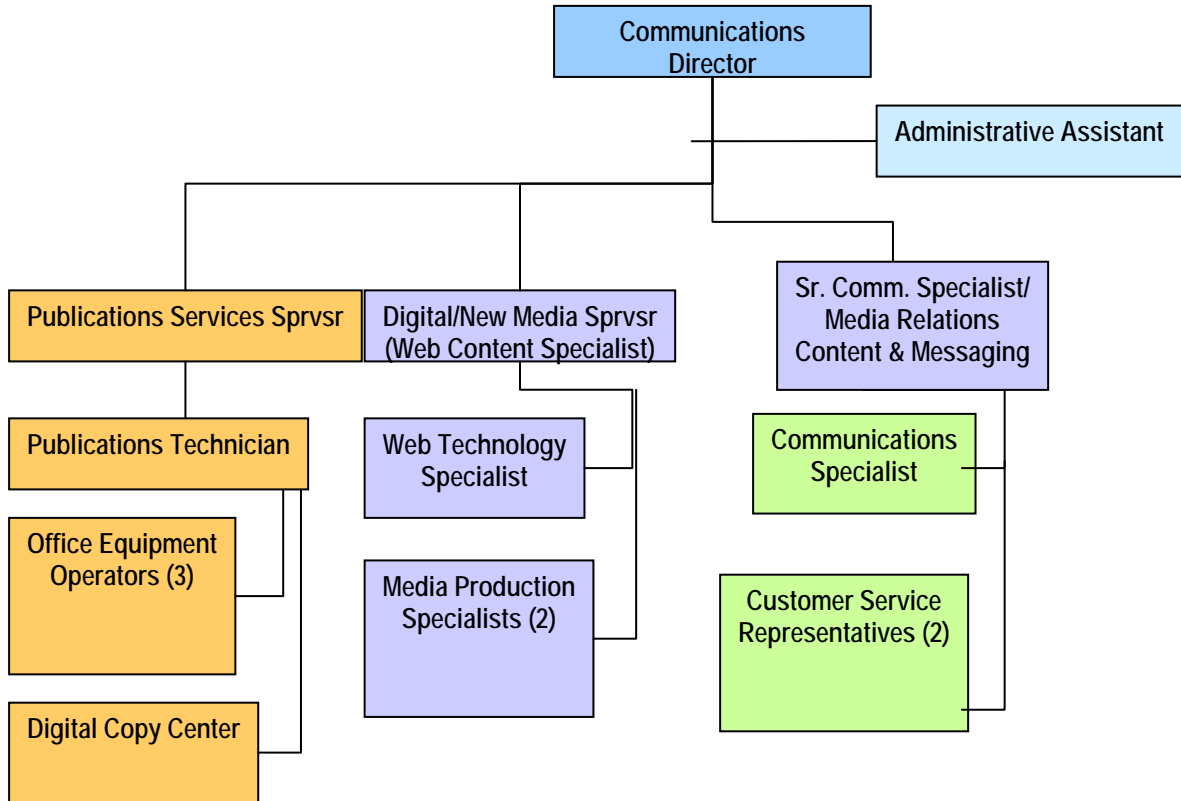 Communications
Director
Administrative Assistant
Publications Services Sprvsr
Digital/New Media Sprvsr
(Web Content Specialist)
Sr. Comm. Specialist/
Media Relations
Content & Messaging
Publications Technician
Web Technology
Specialist
Communications
Specialist
Office Equipment
Operators (3)
Media Production
Specialists (2)
Customer Service
Representatives (2)
Digital Copy Center